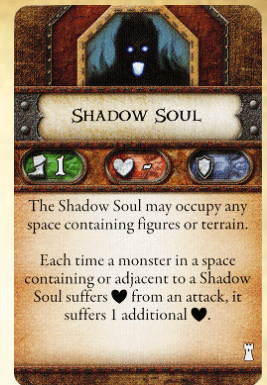 SHADOW SOUL
1
-
The Shadow Soul may occupy any
space containing figures or terrain.
Each time a monster in a space
containing or adjacent to a Shadow
Soul suffers ♥ from an attack, it
suffers 1 additional ♥.